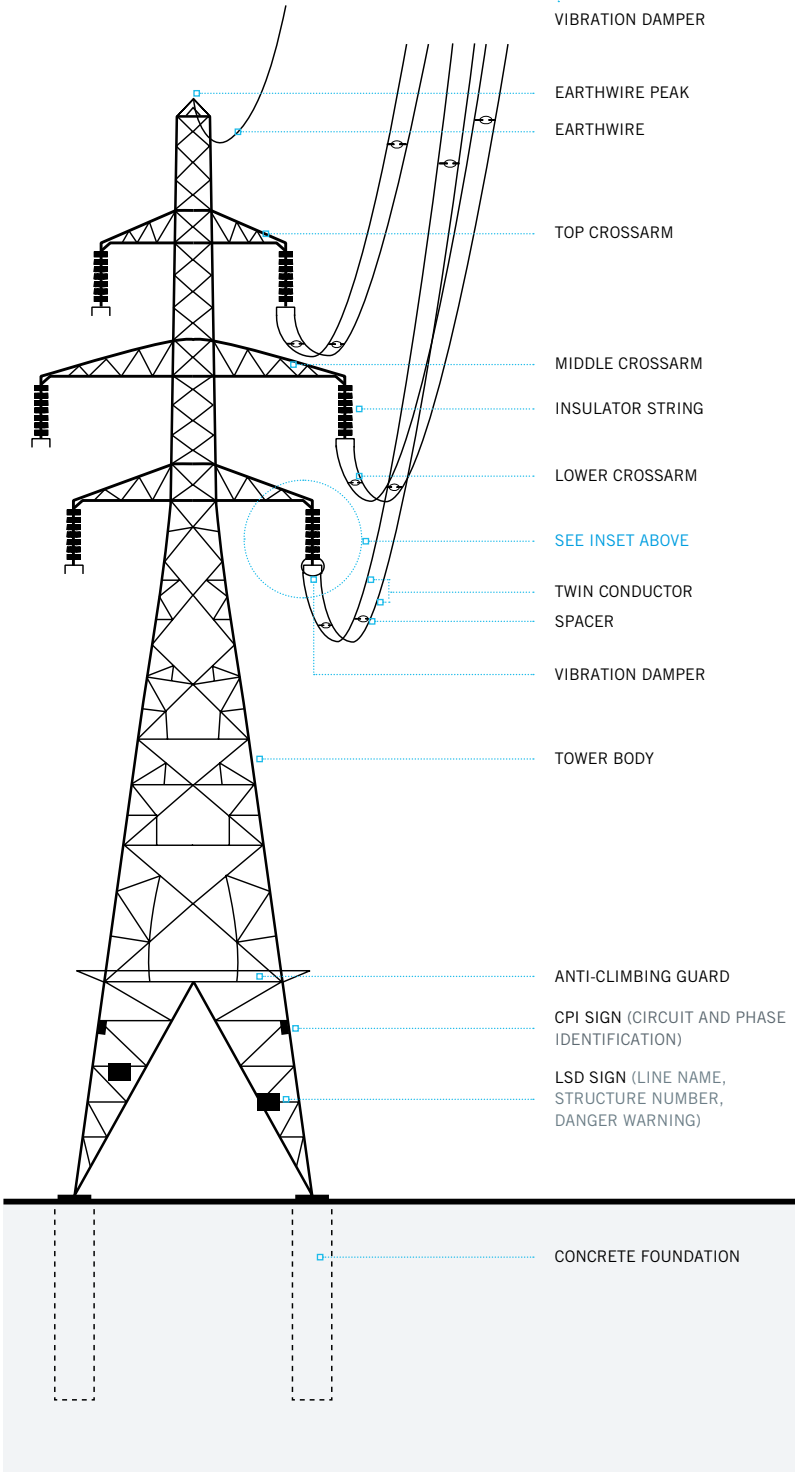 VIBRATION DAMPER
EARTHWIRE PEAK
EARTHWIRE
TOP CROSSARM
MIDDLE CROSSARM
INSULATOR STRING
LOWER CROSSARM
SEE INSET ABOVE
TWIN CONDUCTOR
SPACER
VIBRATION DAMPER
TOWER BODY
ANTI-CLIMBING GUARD
CPI SIGN (CIRCUIT AND PHASE
IDENTIFICATION)
LSD SIGN (LINE NAME,
STRUCTURE NUMBER,
DANGER WARNING)
CONCRETE FOUNDATION